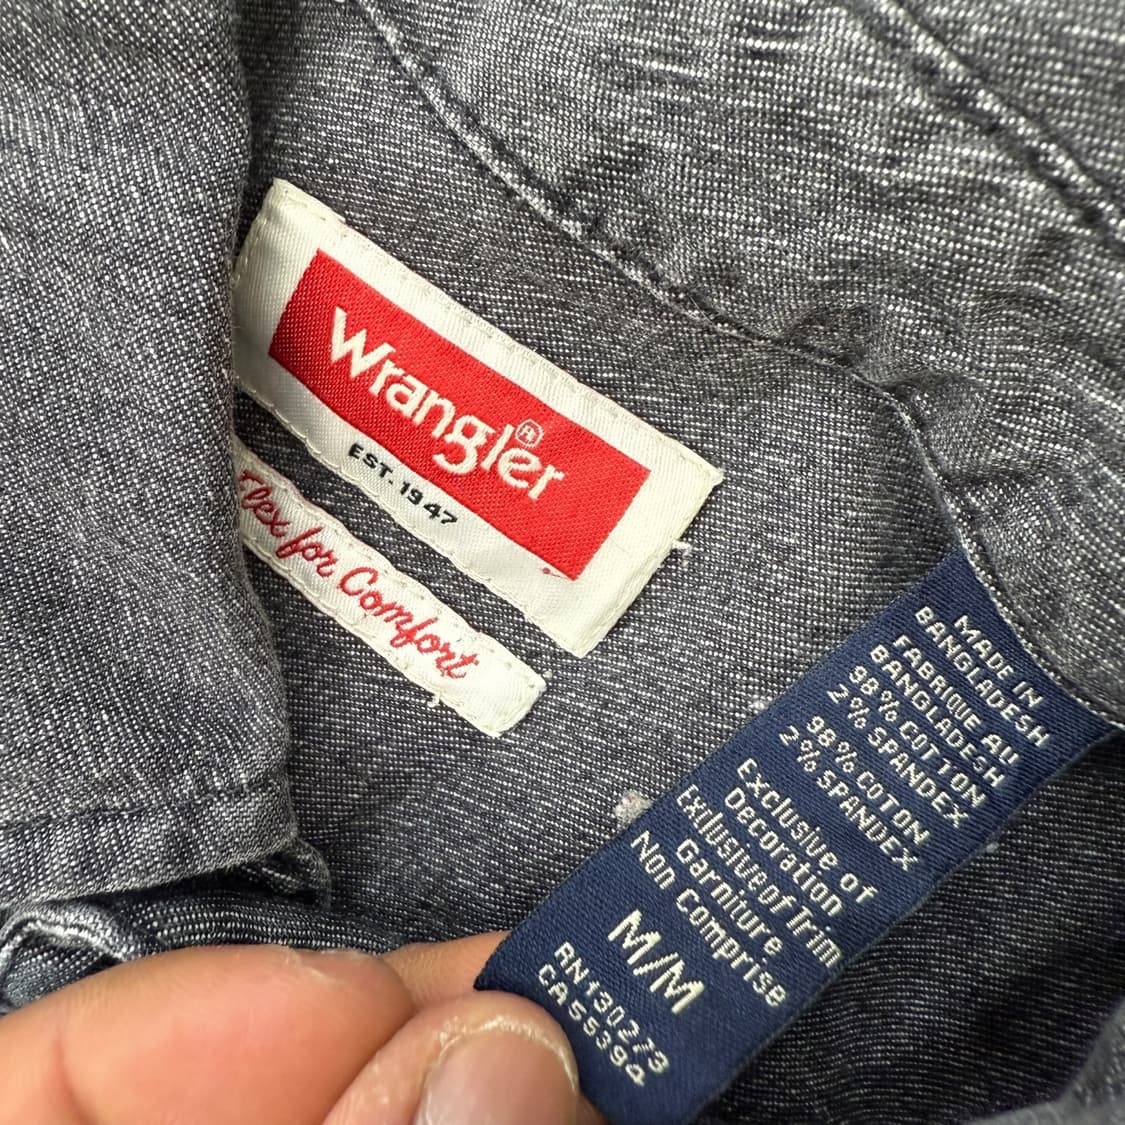 Wrangler®
EST. 1947
Flex for Comfort
MADE IN
BANGLADESH
FABRIQUE AU
BANGLADESH
98% COTTON
2% SPANDEX
98% COTON
2% SPANDEX
Exclusive of
Decoration
Exlusive of Trim
Garniture
Non Comprise
M/M
RN130273
CA55394